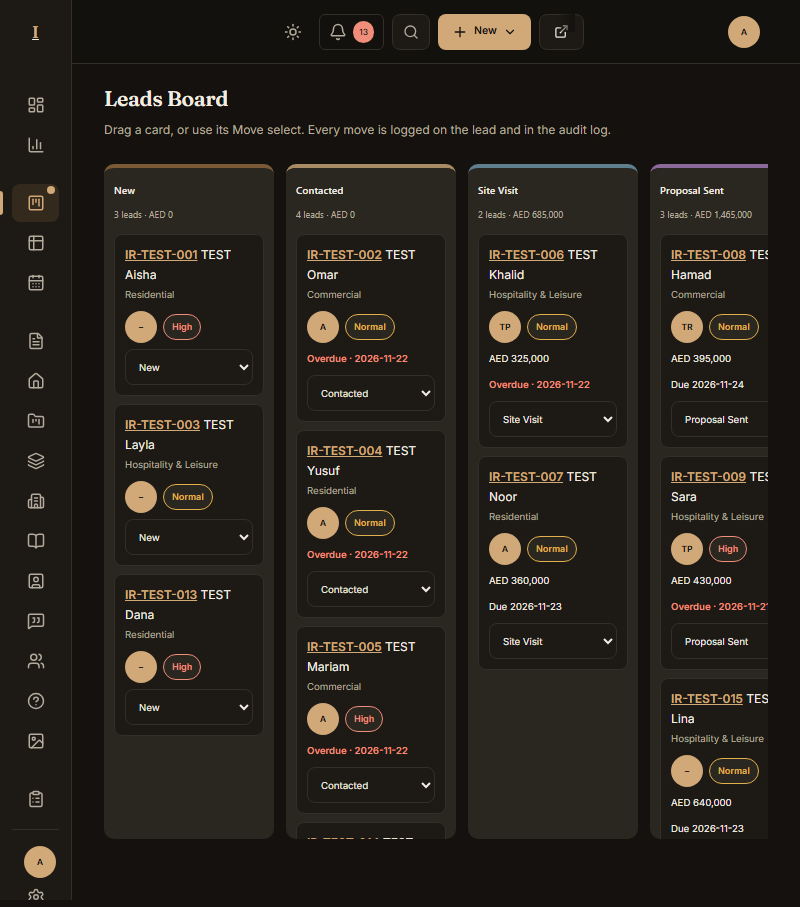 I
13
New
A
Leads Board
Drag a card, or use its Move select. Every move is logged on the lead and in the audit log.
New
3 leads · AED 0
IR-TEST-001 TEST
Aisha
Residential
–
High
New
IR-TEST-003 TEST
Layla
Hospitality & Leisure
–
Normal
New
IR-TEST-013 TEST
Dana
Residential
–
High
New
Contacted
4 leads · AED 0
IR-TEST-002 TEST
Omar
Commercial
A
Normal
Overdue · 2026-11-22
Contacted
IR-TEST-004 TEST
Yusuf
Residential
A
Normal
Overdue · 2026-11-22
Contacted
IR-TEST-005 TEST
Mariam
Commercial
A
High
Overdue · 2026-11-22
Contacted
Site Visit
2 leads · AED 685,000
IR-TEST-006 TEST
Khalid
Hospitality & Leisure
TP
Normal
AED 325,000
Overdue · 2026-11-22
Site Visit
IR-TEST-007 TEST
Noor
Residential
A
Normal
AED 360,000
Due 2026-11-23
Site Visit
Proposal Sent
3 leads · AED 1,465,000
IR-TEST-008 TES
Hamad
Commercial
TR
Normal
AED 395,000
Due 2026-11-24
Proposal Sent
IR-TEST-009 TES
Sara
Hospitality & Leisure
TP
High
AED 430,000
Overdue · 2026-11-2
Proposal Sent
IR-TEST-015 TES
Lina
Hospitality & Leisure
–
Normal
AED 640,000
Due 2026-11-23
A